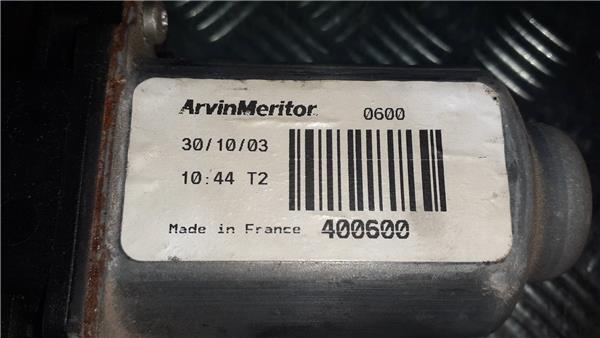 ArvinMeritor 0600
30/10/03
10:44 T2
Made in France 400600